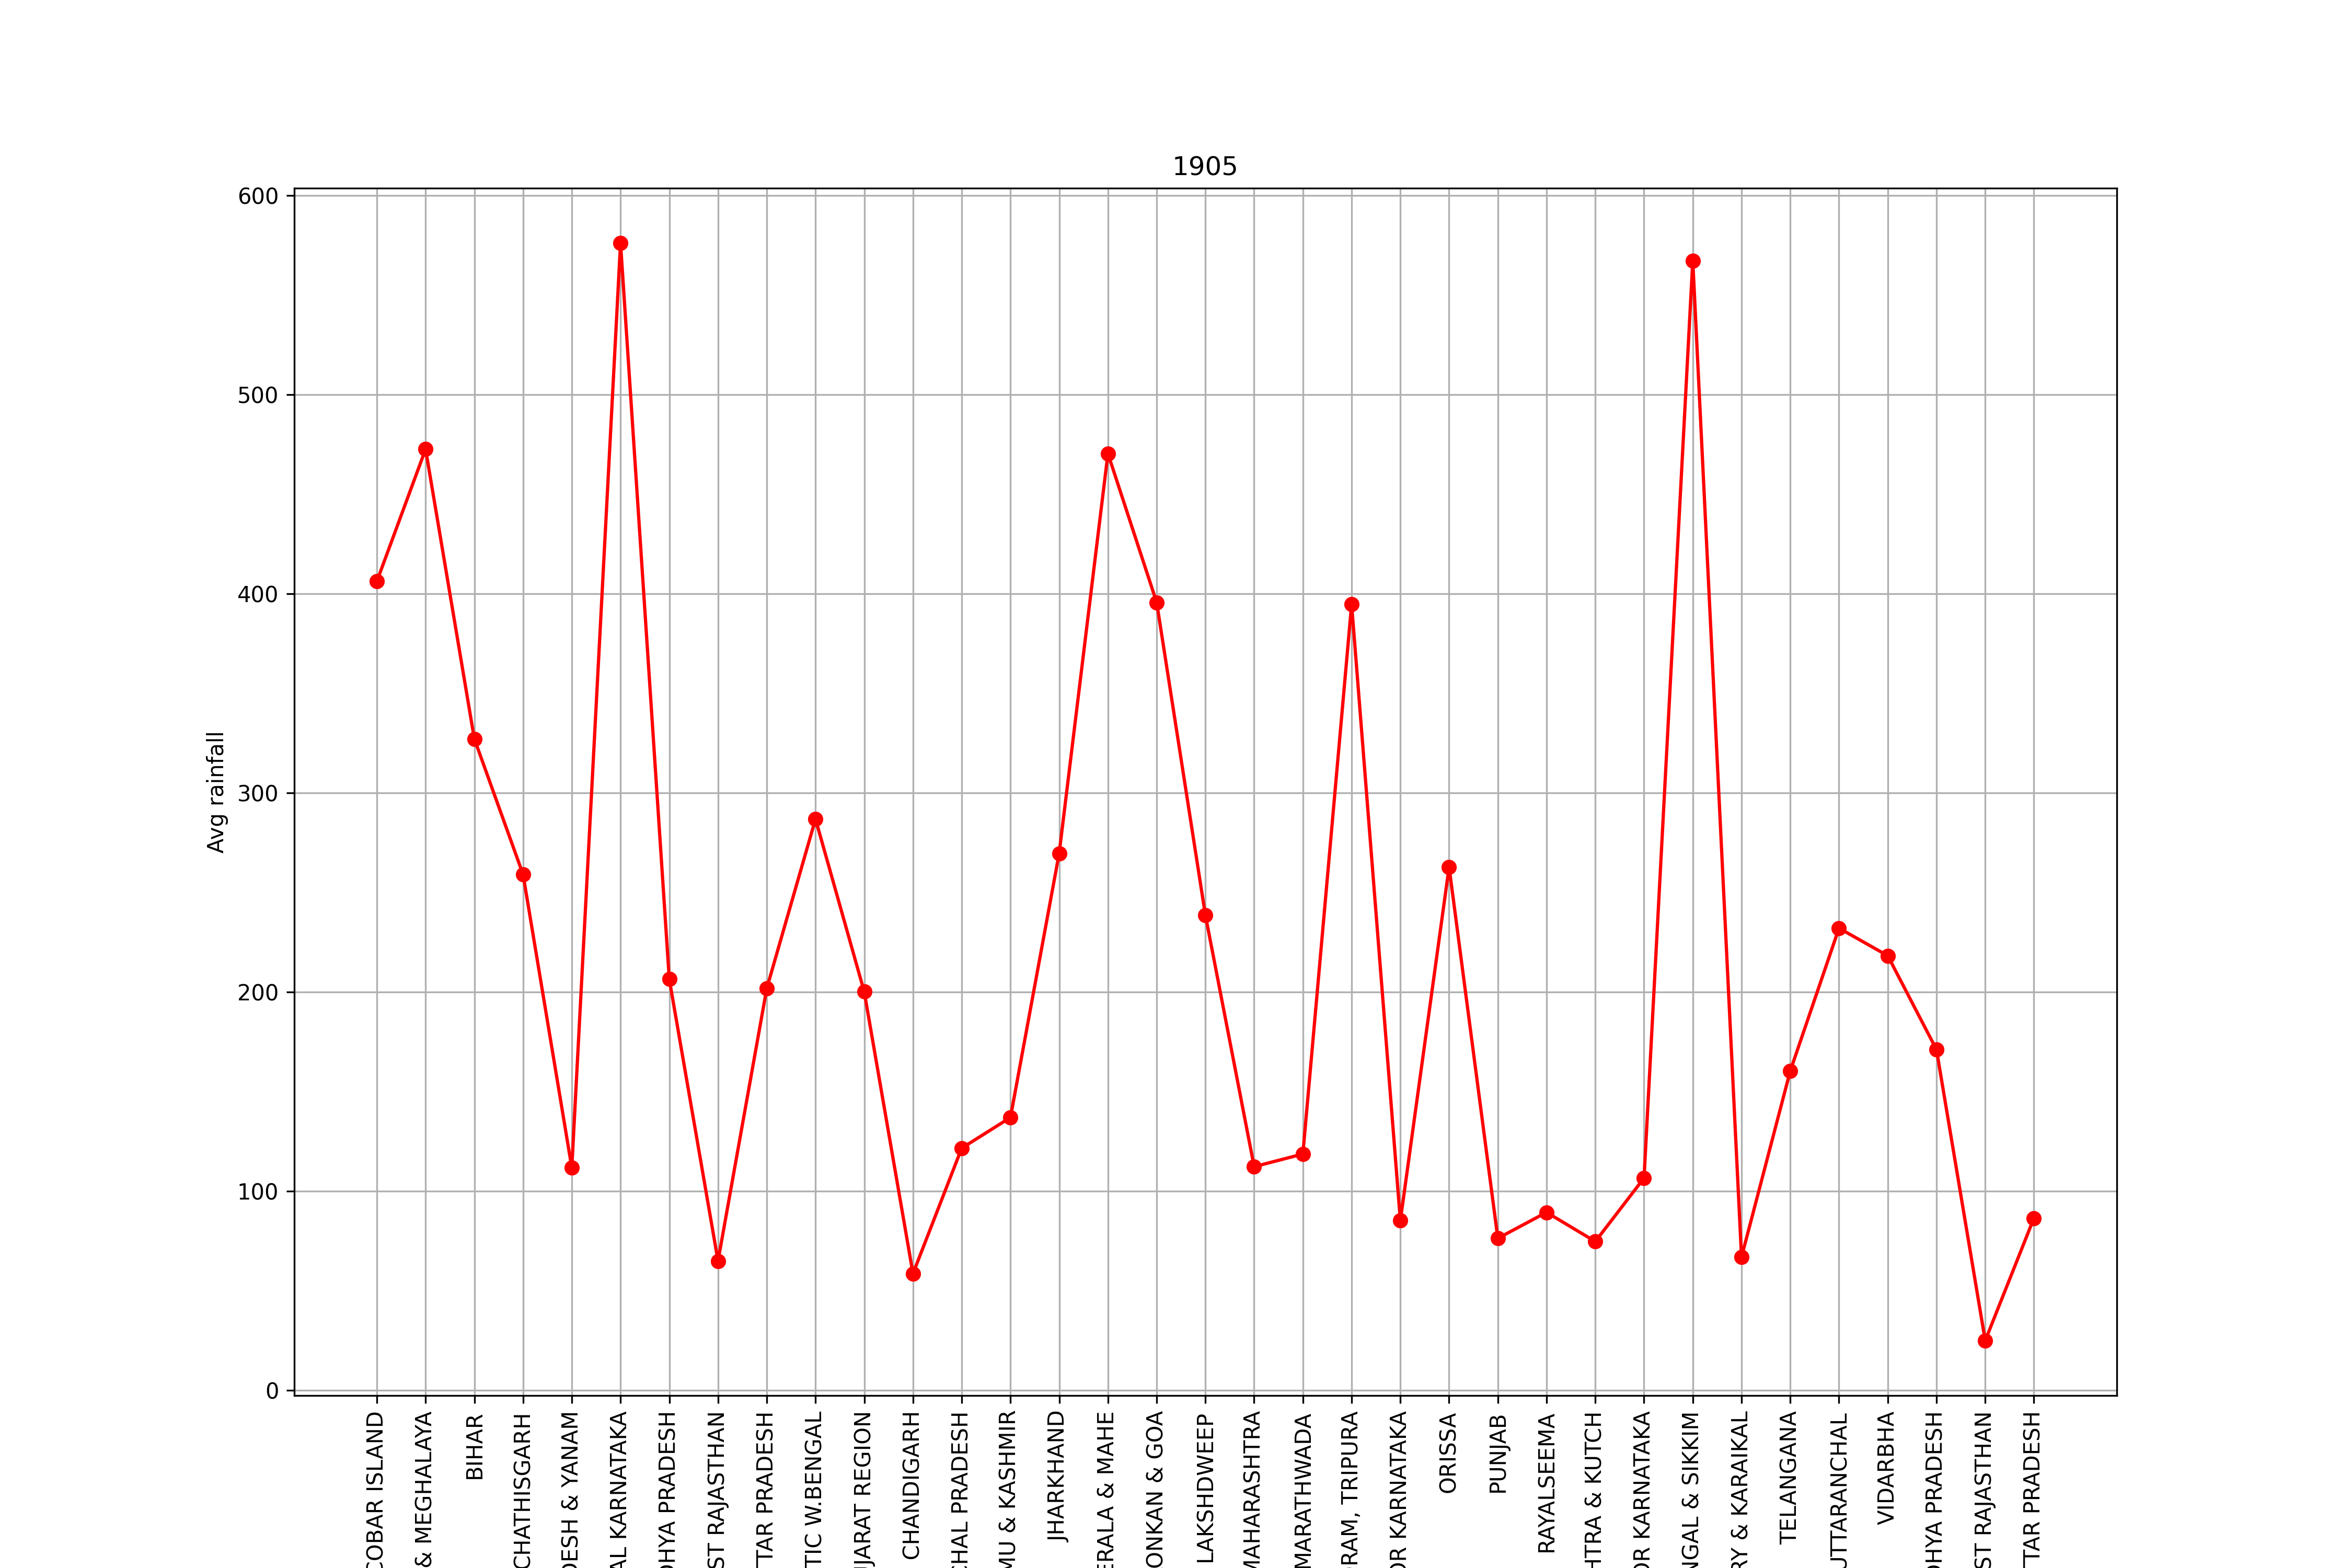 1905
600
500
400
300
200
100
0
Avg rainfall
COBAR ISLAND
& MEGHALAYA
BIHAR
CHATHISGARH
DESH & YANAM
AL KARNATAKA
DHYA PRADESH
ST RAJASTHAN
TTAR PRADESH
TIC W.BENGAL
UJARAT REGION
CHANDIGARH
CHAL PRADESH
MU & KASHMIR
JHARKHAND
ERALA & MAHE
ONKAN & GOA
LAKSHDWEEP
MAHARASHTRA
MARATHWADA
RAM, TRIPURA
OR KARNATAKA
ORISSA
PUNJAB
RAYALSEEMA
HTRA & KUTCH
OR KARNATAKA
NGAL & SIKKIM
RY & KARAIKAL
TELANGANA
UTTARANCHAL
VIDARBHA
DHYA PRADESH
ST RAJASTHAN
TTAR PRADESH